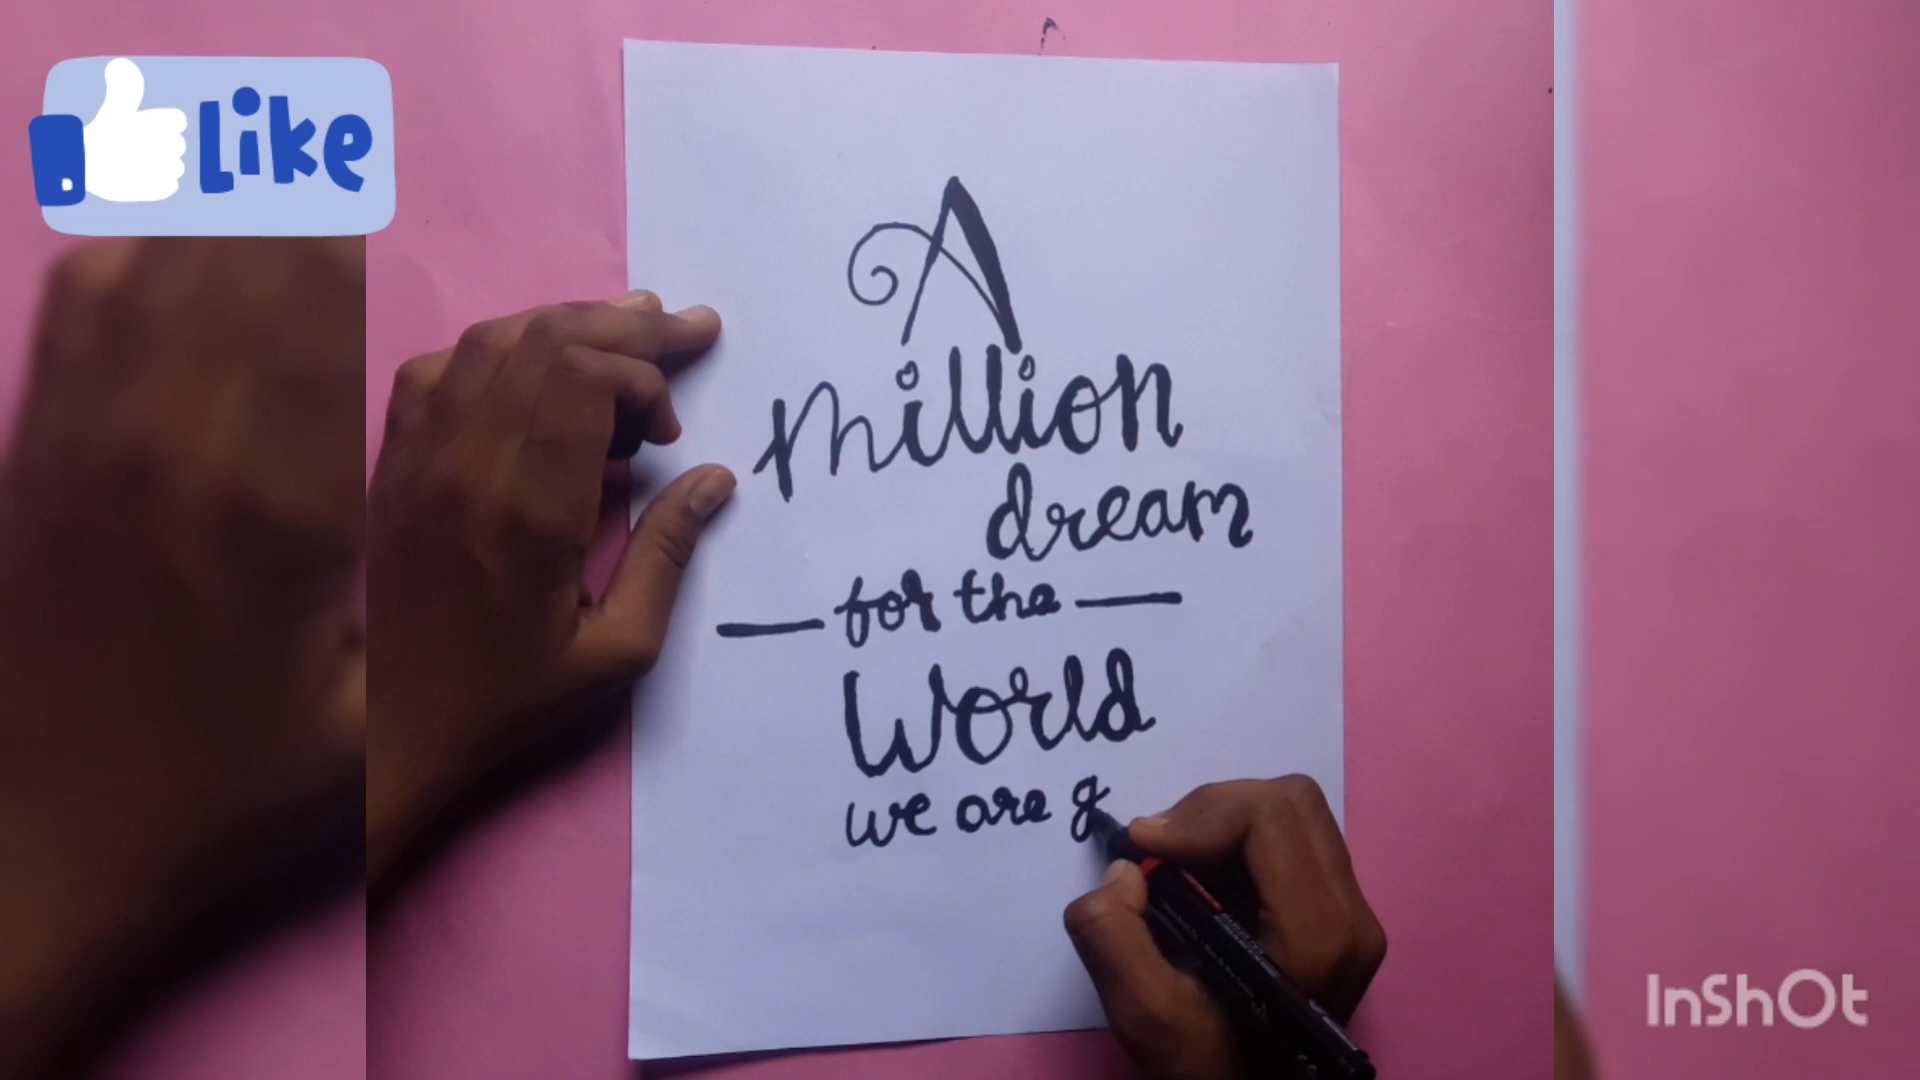 Like
A
million
dream
— for the —
World
we are g
InShOt